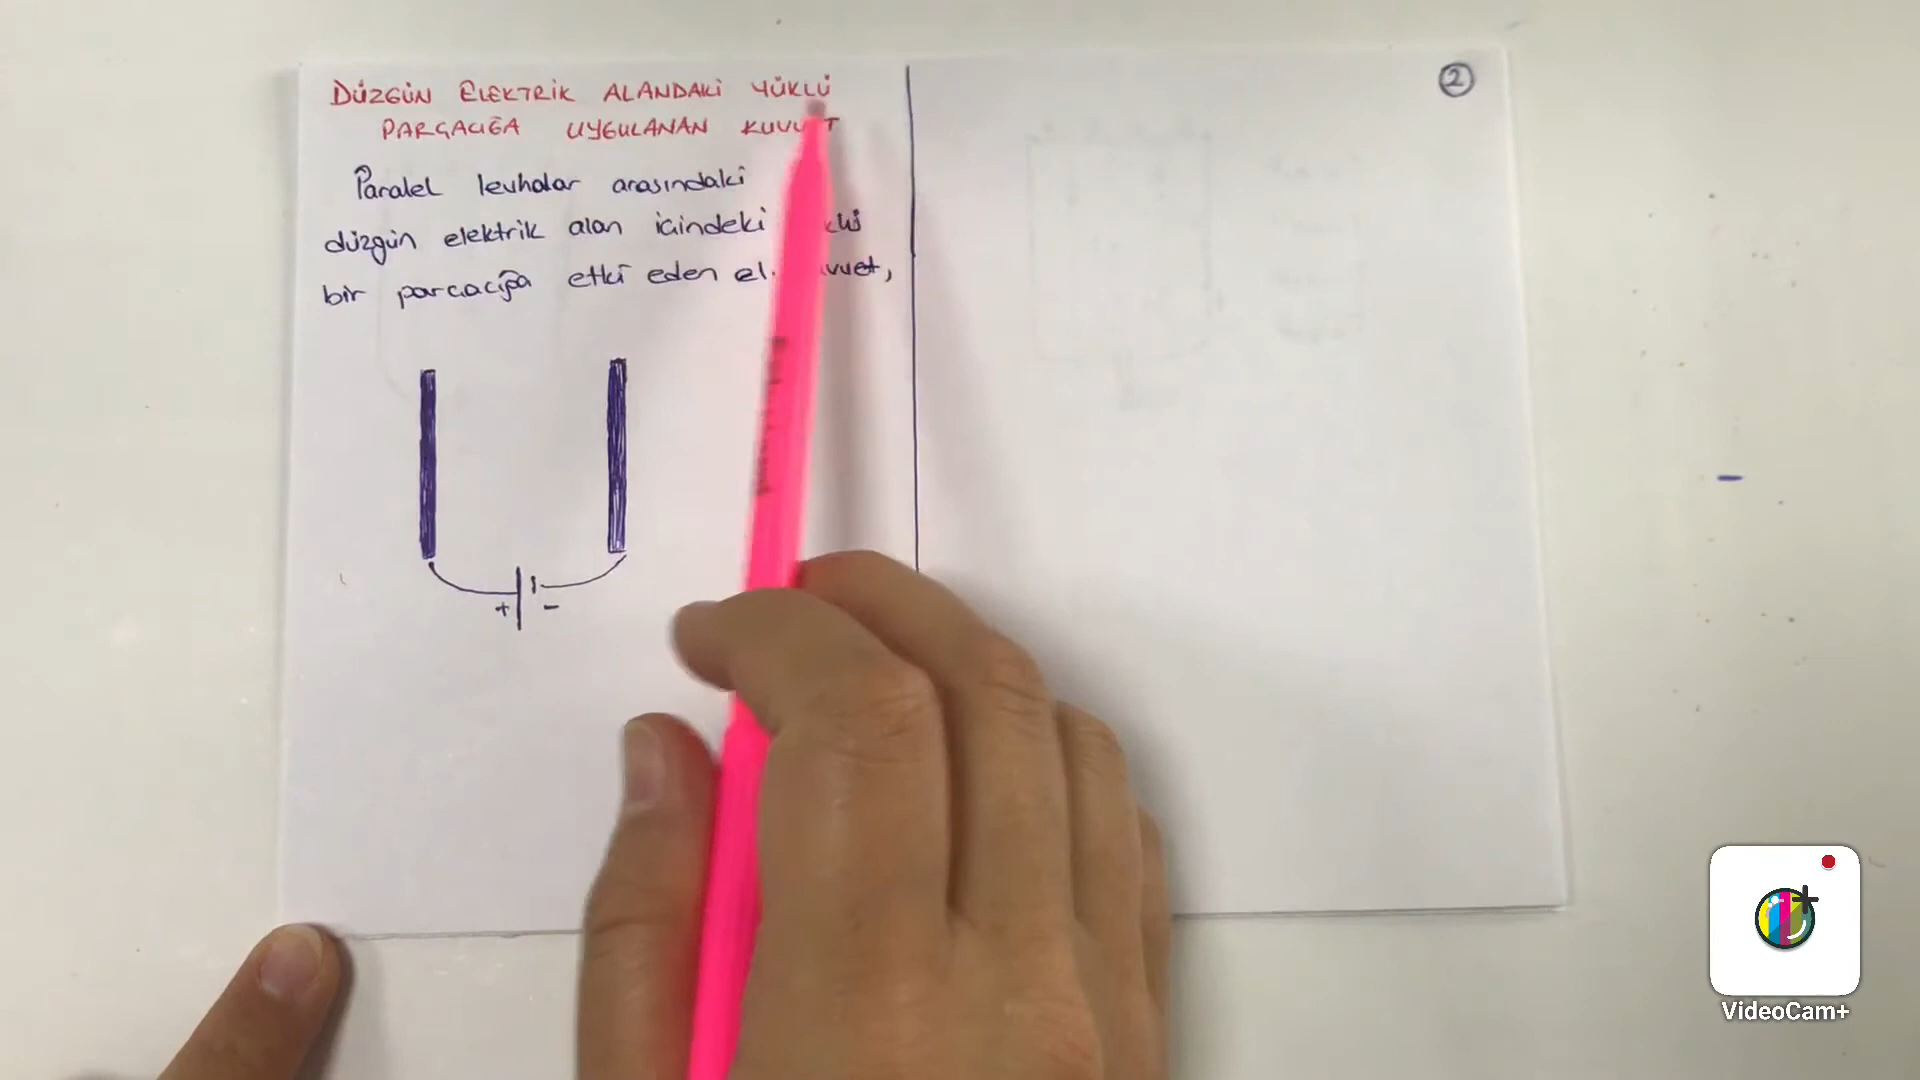 DÜZGÜN ELEKTRİK ALANDAKİ YÜKLÜ
PARÇACIĞA UYGULANAN
Paralel levhalar arasındaki
düzgün elektrik alan içindeki
bir parçacığa etki eden el.
+ -
2
VideoCam+